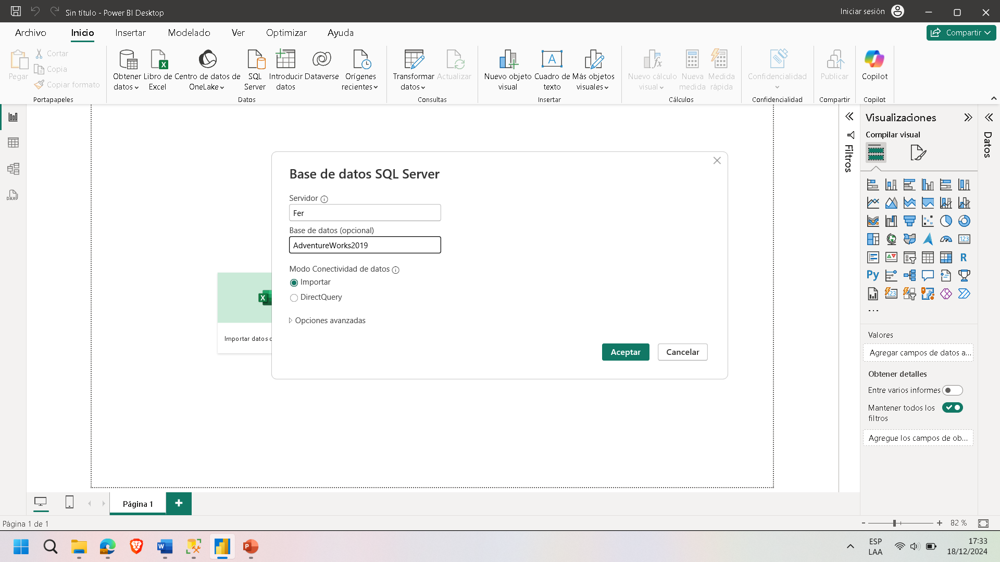 Sin título - Power BI Desktop
Iniciar sesión
Archivo Inicio Insertar Modelado Ver Optimizar Ayuda
Compartir
Pegar
Cortar
Copia
Copiar formato
Portapapeles
Obtener datos
Libro de Excel
Centro de datos de OneLake
SQL Server
Introducir datos
Dataverse
Orígenes recientes
Datos
Transformar datos
Actualizar
Consultas
Nuevo objeto visual
Cuadro de texto
Más objetos visuales
Insertar
Nuevo cálculo visual
Nueva medida
Medida rápida
Cálculos
Confidencialidad
Confidencialidad
Publicar
Compartir
Copilot
Copilot
DAX
Importar datos
Base de datos SQL Server
Servidor
Fer
Base de datos (opcional)
AdventureWorks2019
Modo Conectividad de datos
Importar
DirectQuery
Opciones avanzadas
Aceptar Cancelar
Filtros
Visualizaciones
Compilar visual
123
R
Py
123
...
Valores
Agregar campos de datos a...
Obtener detalles
Entre varios informes
Mantener todos los
filtros
Agregue los campos de ob...
Datos
Página 1
Página 1 de 1
- + 82 %
ESP
LAA
17:33
18/12/2024